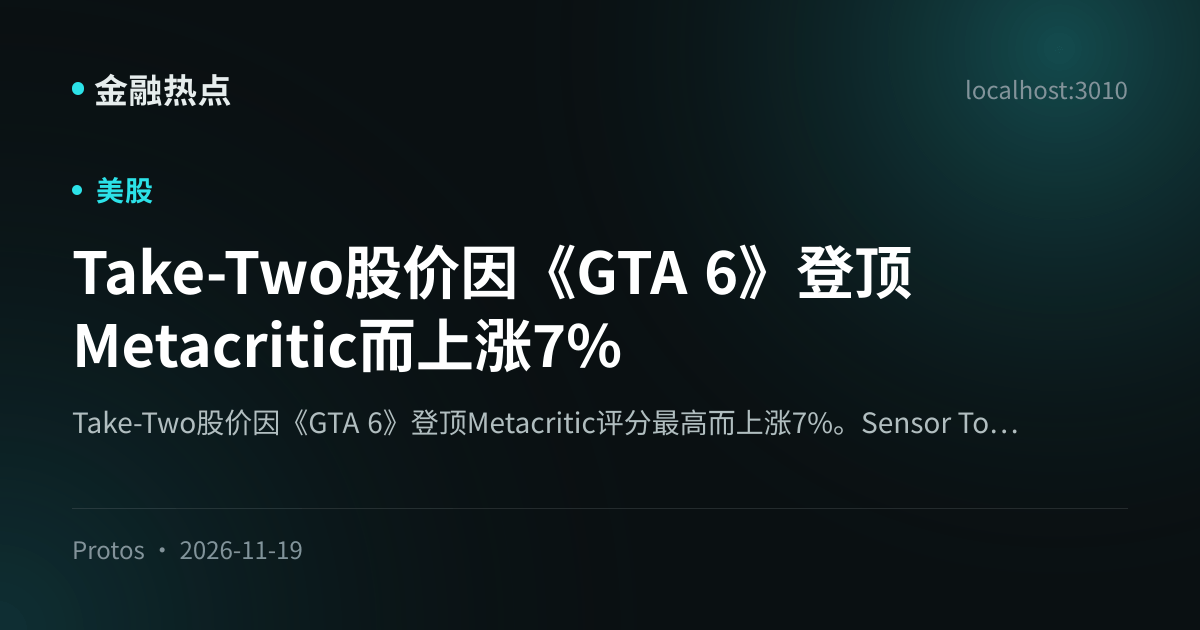 金融热点
localhost:3010
美股
Take-Two股价因《GTA 6》登顶
Metacritic而上涨7%
Take-Two股价因《GTA 6》登顶Metacritic评分最高而上涨7%。Sensor To…
Protos · 2026-11-19